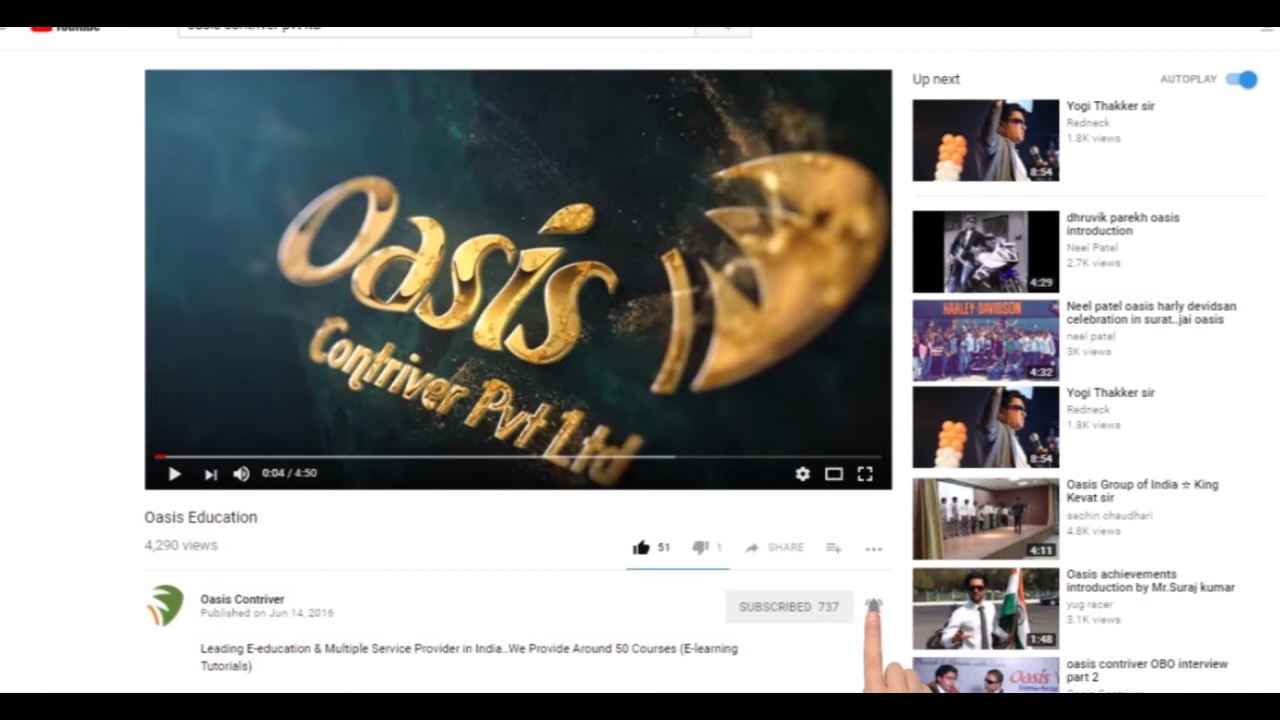 YouTube
oasis contriver pvt ltd
Oasis
Contriver Pvt Ltd
0:04 / 4:50
Oasis Education
4,290 views
51
1
SHARE
Oasis Contriver
Published on Jun 14, 2016
SUBSCRIBED 737
Leading E-education & Multiple Service Provider in India..We Provide Around 50 Courses (E-learning
Tutorials)
Up next
AUTOPLAY
8:54
Yogi Thakker sir
Redneck
1.8K views
4:29
dhruvik parekh oasis
introduction
Neel Patel
2.7K views
HARLEY-DAVIDSON
4:32
Neel patel oasis harly devidsan
celebration in surat..jai oasis
neel patel
3K views
8:54
Yogi Thakker sir
Redneck
1.8K views
4:11
Oasis Group of India ☆ King
Kevat sir
sachin chaudhari
4.8K views
1:48
Oasis achievements
introduction by Mr.Suraj kumar
yug racer
3.1K views
Oasis
oasis contriver OBO interview
part 2